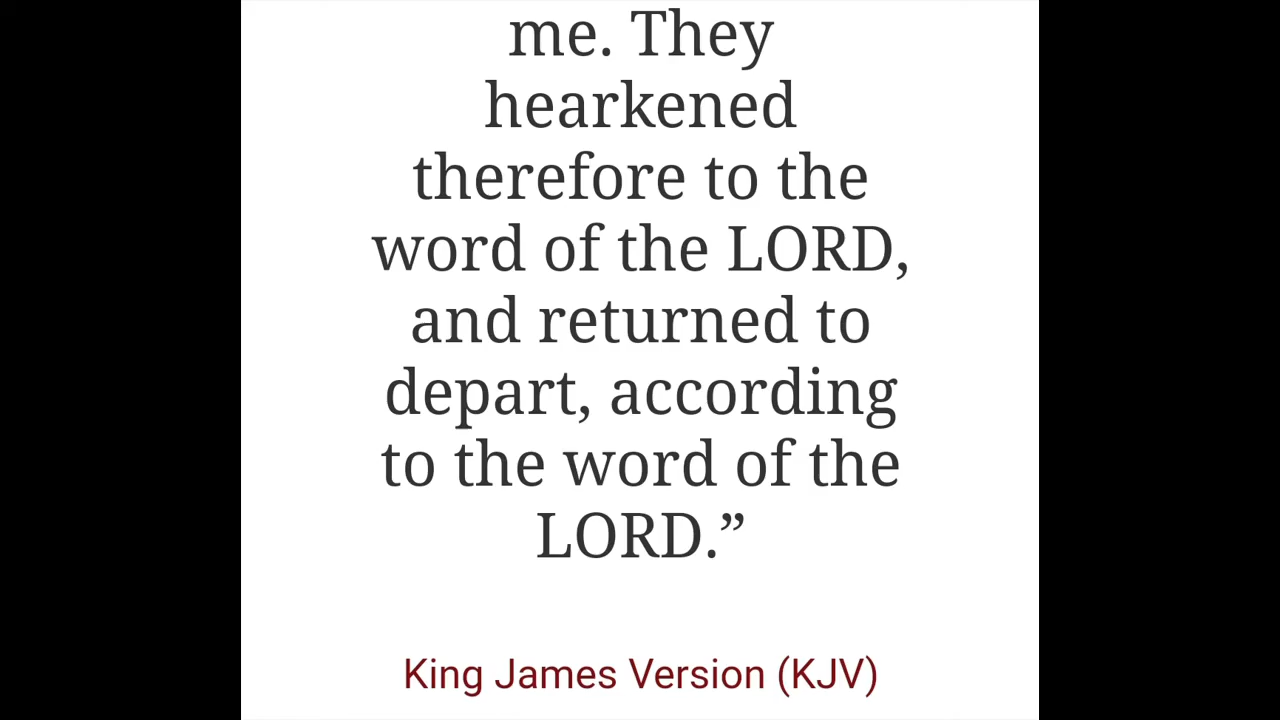 me. They
hearkened
therefore to the
word of the LORD,
and returned to
depart, according
to the word of the
LORD.”
King James Version (KJV)